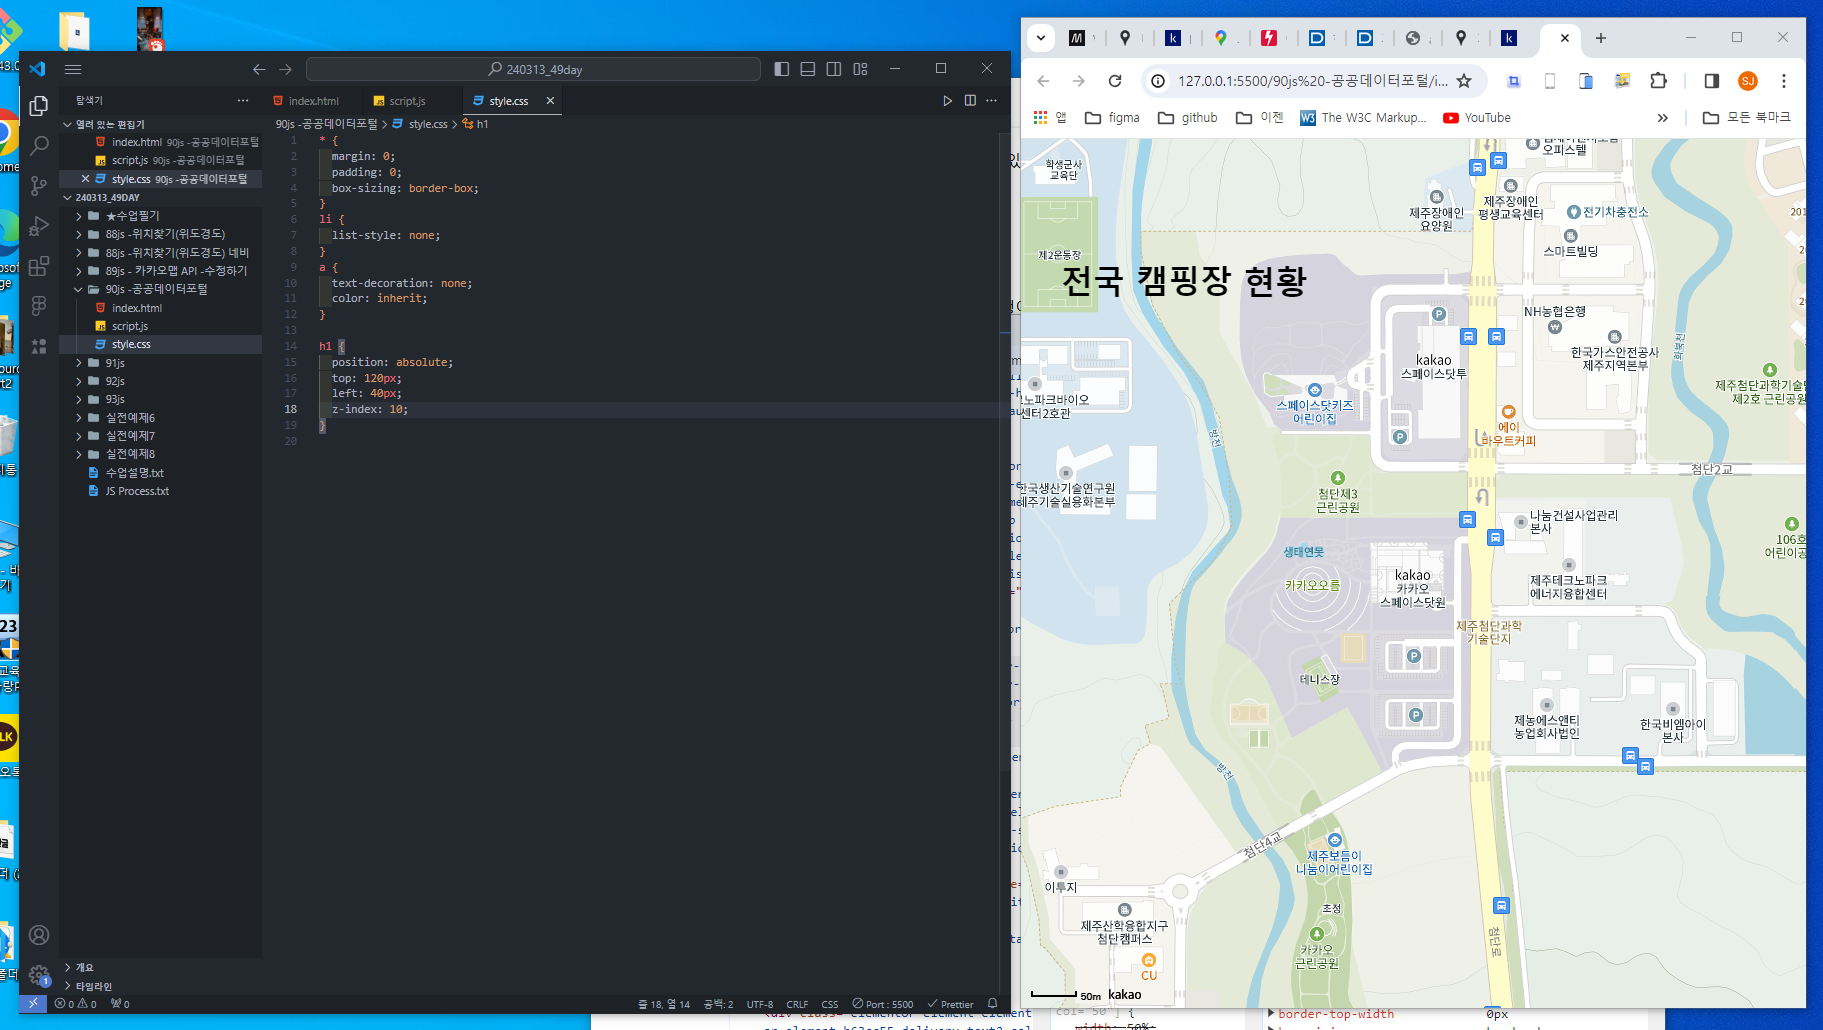 240313_49day
탐색기
index.html
script.js
style.css
열려 있는 편집기
index.html 90js -공공데이터포털
script.js 90js -공공데이터포털
style.css 90js -공공데이터포털
240313_49DAY
★수업필기
88js -위치찾기(위도경도)
88js -위치찾기(위도경도) 네비
89js - 카카오맵 API -수정하기
90js -공공데이터포털
index.html
script.js
style.css
91js
92js
93js
실전예제6
실전예제7
실전예제8
수업설명.txt
JS Process.txt
개요
타임라인
90js -공공데이터포털 > style.css > h1
1 * {
2 margin: 0;
3 padding: 0;
4 box-sizing: border-box;
5 }
6 li {
7 list-style: none;
8 }
9 a {
10 text-decoration: none;
11 color: inherit;
12 }
13
14 h1 {
15 position: absolute;
16 top: 120px;
17 left: 40px;
18 z-index: 10;
19 }
20
0 0 0
줄 18, 열 14 공백: 2 UTF-8 CRLF CSS Port : 5500 Prettier
127.0.0.1:5500/90js%20-공공데이터포털/i...
SJ
앱 figma github 이젠 The W3C Markup... YouTube » 모든 북마크
전국 캠핑장 현황
학생군사
교육단
오피스텔
제주장애인
요양원
제주장애인
평생교육센터
전기차충전소
스마트빌딩
제2운동장
NH농협은행
한국가스안전공사
제주지역본부
화북천
kakao
스페이스닷투
제주첨단과학기술단
제2호 근린공원
노파크바이오
센터2호관
스페이스닷키즈
어린이집
에이
바우트커피
방천
첨단2교
한국생산기술연구원
제주기술실용화본부
첨단제3
근린공원
나눔건설사업관리
본사
106호
어린이공
생태연못
카카오오름
kakao
카카오
스페이스닷원
제주테크노파크
에너지융합센터
제주첨단과학
기술단지
테니스장
제농에스앤티
농업회사법인
한국비엠아이
본사
방천
첨단4교
제주보듬이
나눔이어린이집
이투지
초정
제주산학융합지구
첨단캠퍼스
카카오
근린공원
첨단로
CU
50m kakao
border-top-width 0px
width: 50%;